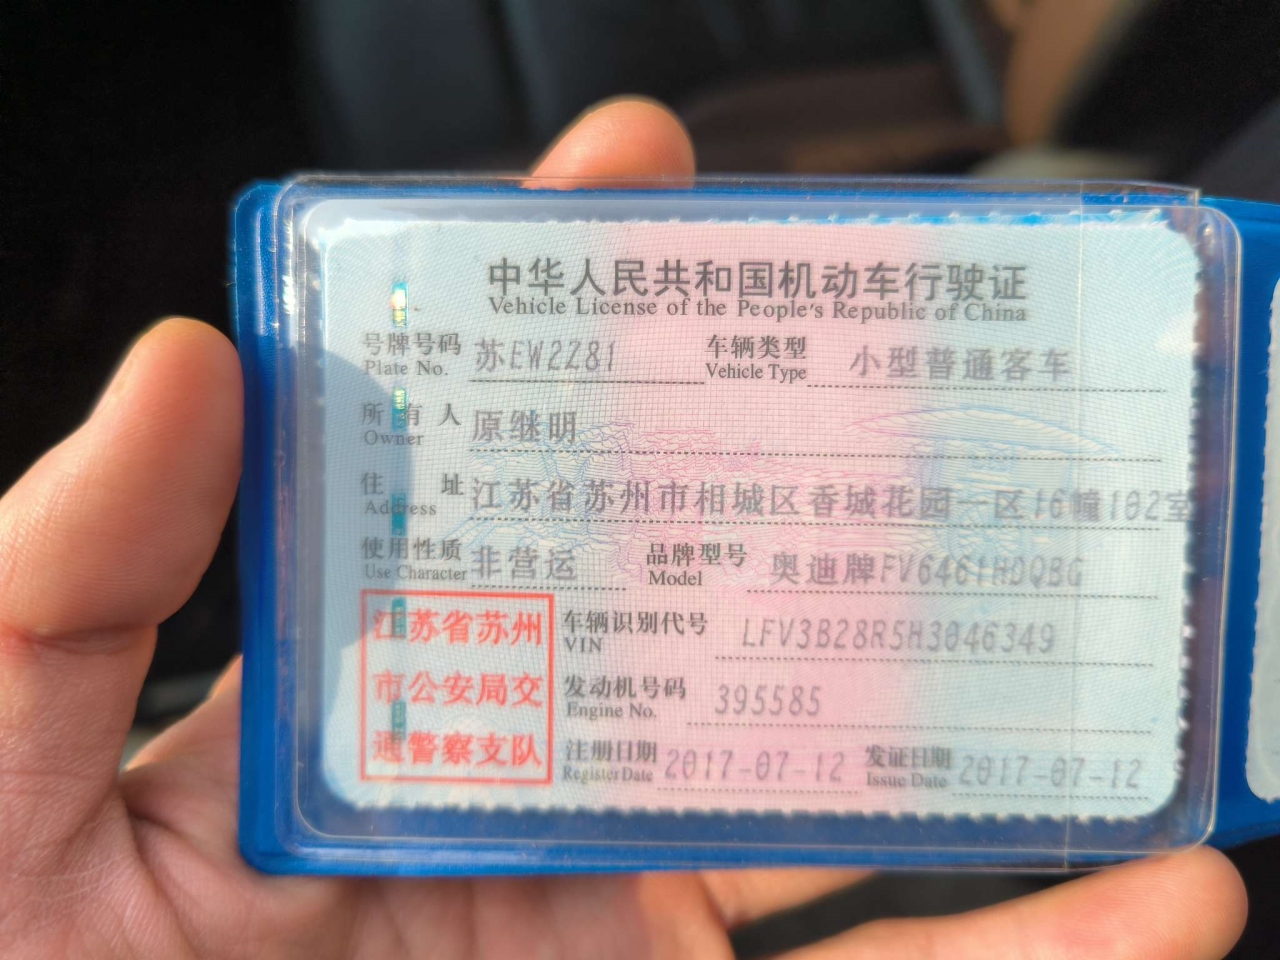 中华人民共和国机动车行驶证
Vehicle License of the People's Republic of China
号牌号码 苏EW2Z81 车辆类型 小型普通客车
Plate No. Vehicle Type
所有人 原继明
Owner
住址 江苏省苏州市相城区香城花园一区16幢102室
Address
使用性质 非营运 品牌型号 奥迪牌FV6461HDQBG
Use Character Model
江苏省苏州
市公安局交
通警察支队
车辆识别代号 LFV3B28R5H3046349
VIN
发动机号码 395585
Engine No.
注册日期 2017-07-12 发证日期 2017-07-12
Register Date Issue Date